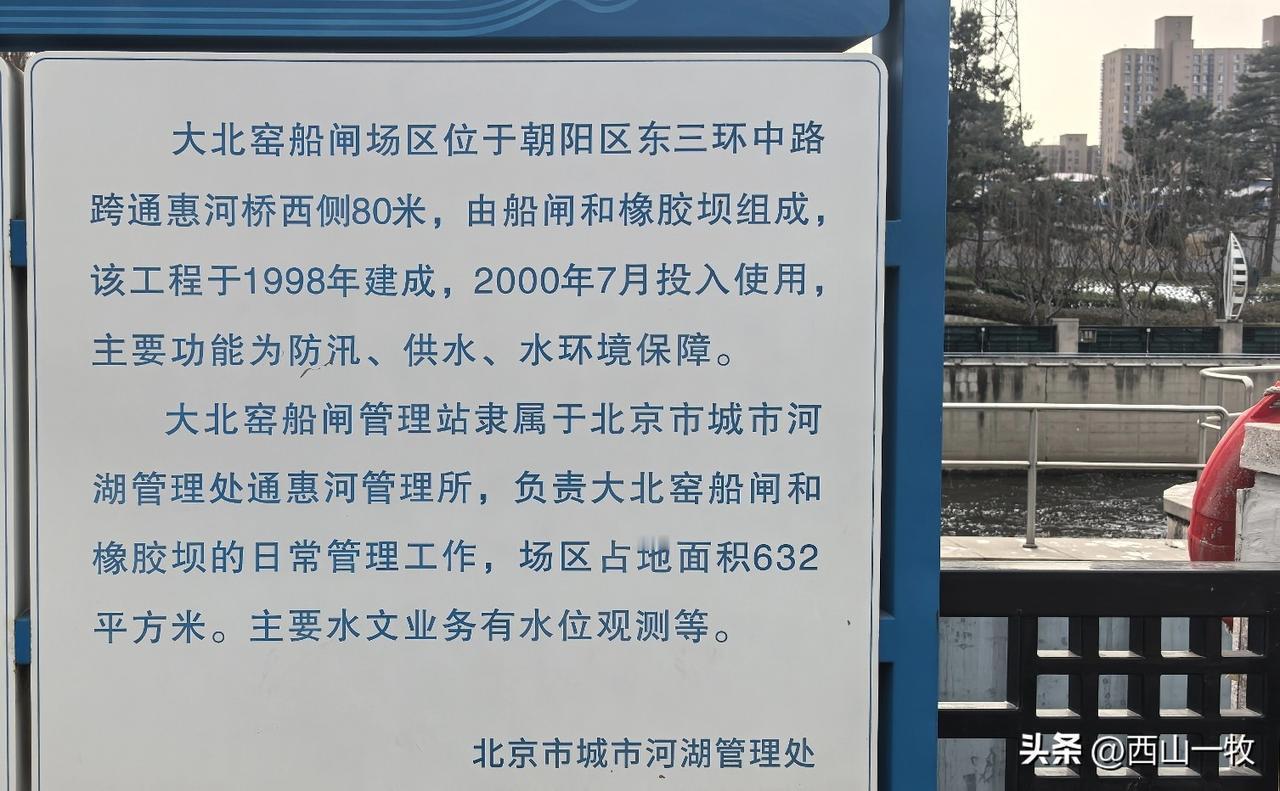 大北窑船闸场区位于朝阳区东三环中路
跨通惠河桥西侧80米，由船闸和橡胶坝组成，
该工程于1998年建成，2000年7月投入使用，
主要功能为防汛、供水、水环境保障。
大北窑船闸管理站隶属于北京市城市河
湖管理处通惠河管理所，负责大北窑船闸和
橡胶坝的日常管理工作，场区占地面积632
平方米。主要水文业务有水位观测等。
北京市城市河湖管理处
头条 @西山一牧